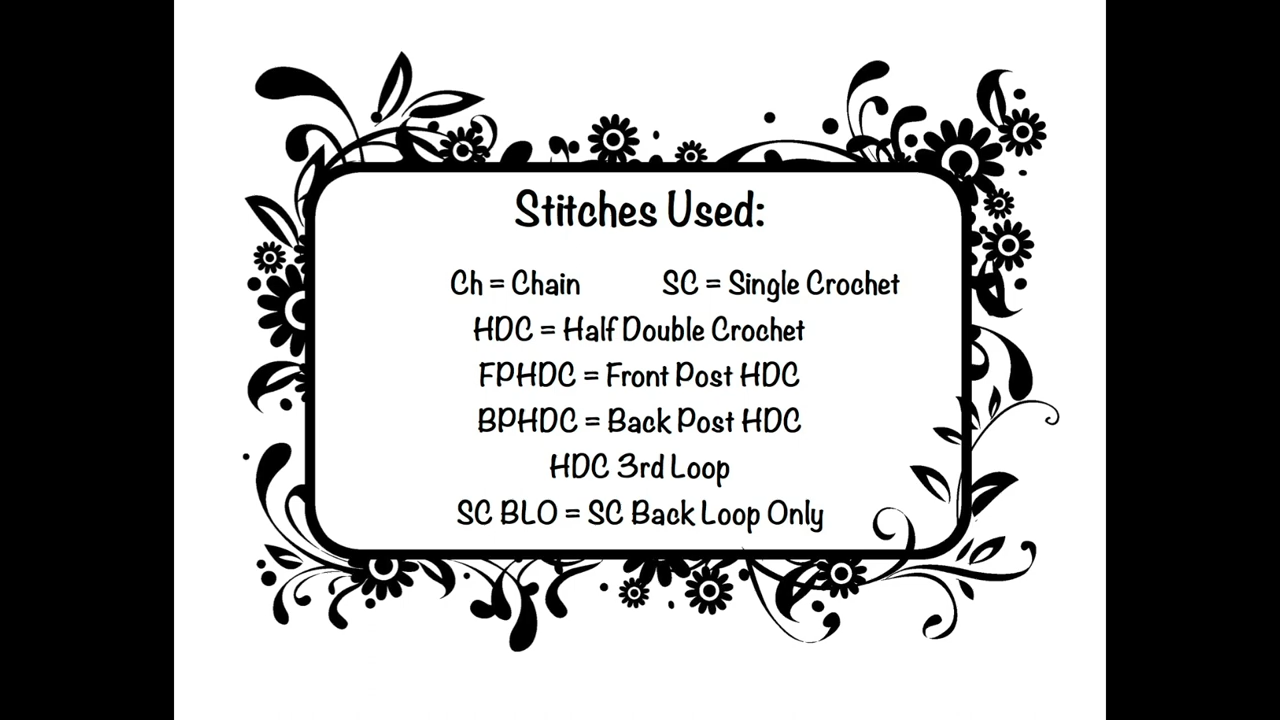 Stitches Used:
Ch = Chain SC = Single Crochet
HDC = Half Double Crochet
FPHDC = Front Post HDC
BPHDC = Back Post HDC
HDC 3rd Loop
SC BLO = SC Back Loop Only